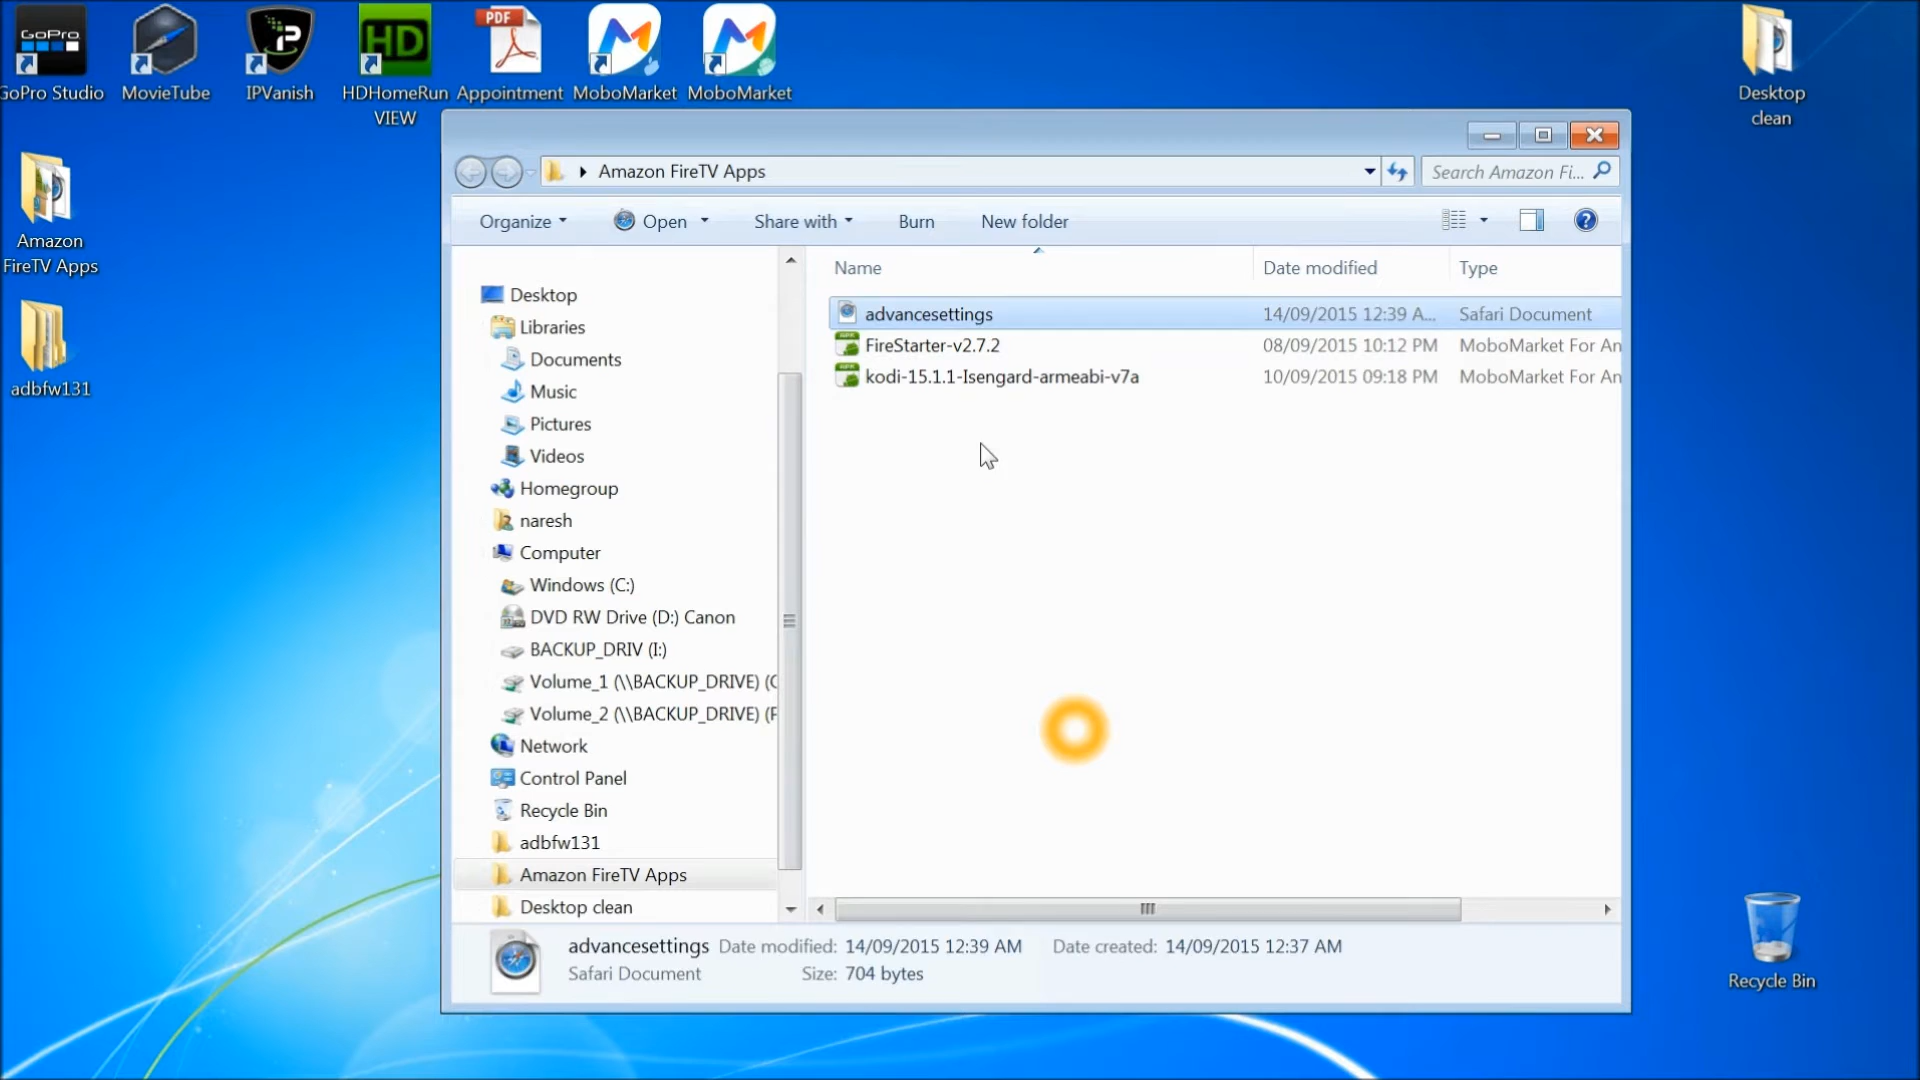 GoPro
HD
PDF
GoPro Studio
MovieTube
IPVanish
HDHomeRun
VIEW
Appointment
MoboMarket
MoboMarket
Desktop
clean
Amazon
FireTV Apps
adbfw131
Amazon FireTV Apps
Search Amazon Fi...
Organize
Open
Share with
Burn
New folder
Name
Date modified
Type
Desktop
Libraries
Documents
Music
Pictures
Videos
Homegroup
naresh
Computer
Windows (C:)
DVD RW Drive (D:) Canon
BACKUP_DRIV (I:)
Volume_1 (\\BACKUP_DRIVE) (
Volume_2 (\\BACKUP_DRIVE) (
Network
Control Panel
Recycle Bin
adbfw131
Amazon FireTV Apps
Desktop clean
advancesettings 14/09/2015 12:39 A... Safari Document
FireStarter-v2.7.2 08/09/2015 10:12 PM MoboMarket For An
kodi-15.1.1-Isengard-armeabi-v7a 10/09/2015 09:18 PM MoboMarket For An
advancesettings Date modified: 14/09/2015 12:39 AM Date created: 14/09/2015 12:37 AM
Safari Document Size: 704 bytes
Recycle Bin